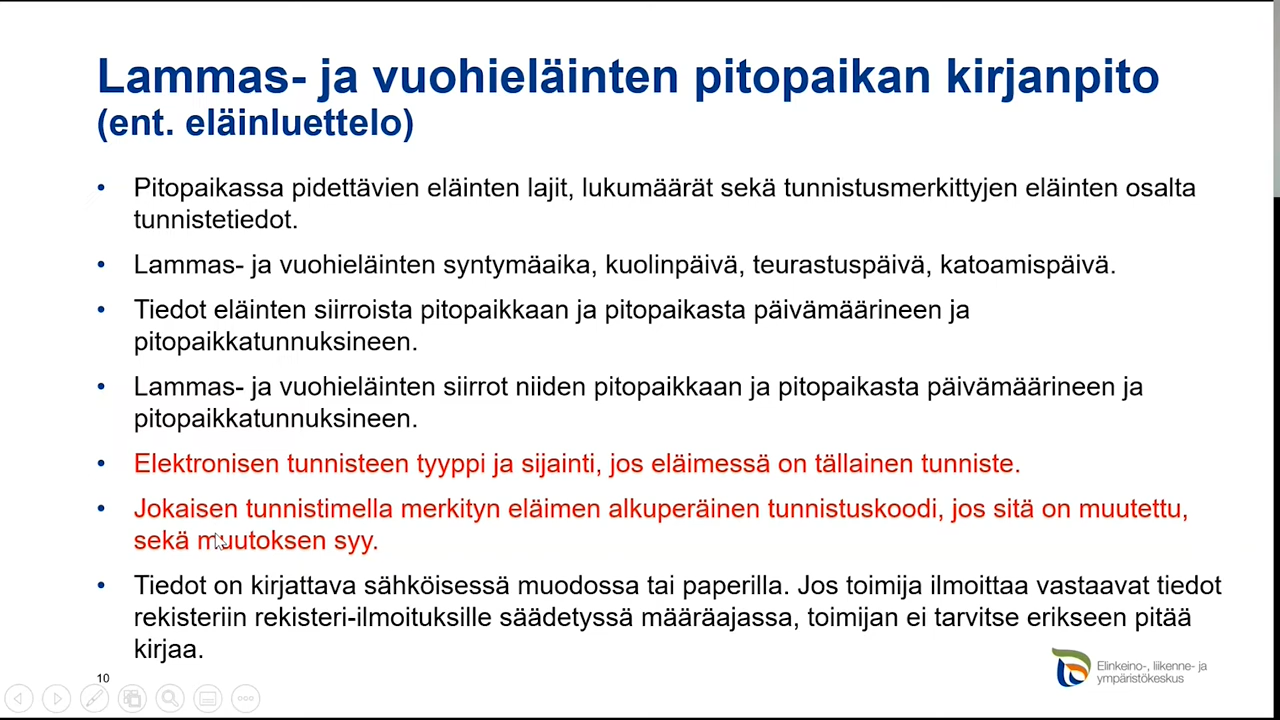 Lammas- ja vuohieläinten pitopaikan kirjanpito
(ent. eläinluettelo)
• Pitopaikassa pidettävien eläinten lajit, lukumäärät sekä tunnistusmerkittyjen eläinten osalta
tunnistetiedot.
• Lammas- ja vuohieläinten syntymäaika, kuolinpäivä, teurastuspäivä, katoamispäivä.
• Tiedot eläinten siirroista pitopaikkaan ja pitopaikasta päivämäärineen ja
pitopaikkatunnuksineen.
• Lammas- ja vuohieläinten siirrot niiden pitopaikkaan ja pitopaikasta päivämäärineen ja
pitopaikkatunnuksineen.
• Elektronisen tunnisteen tyyppi ja sijainti, jos eläimessä on tällainen tunniste.
• Jokaisen tunnistimella merkityn eläimen alkuperäinen tunnistuskoodi, jos sitä on muutettu,
sekä muutoksen syy.
• Tiedot on kirjattava sähköisessä muodossa tai paperilla. Jos toimija ilmoittaa vastaavat tiedot
rekisteriin rekisteri-ilmoituksille säädetyssä määräajassa, toimijan ei tarvitse erikseen pitää
kirjaa.
10
Elinkeino-, liikenne- ja
ympäristökeskus